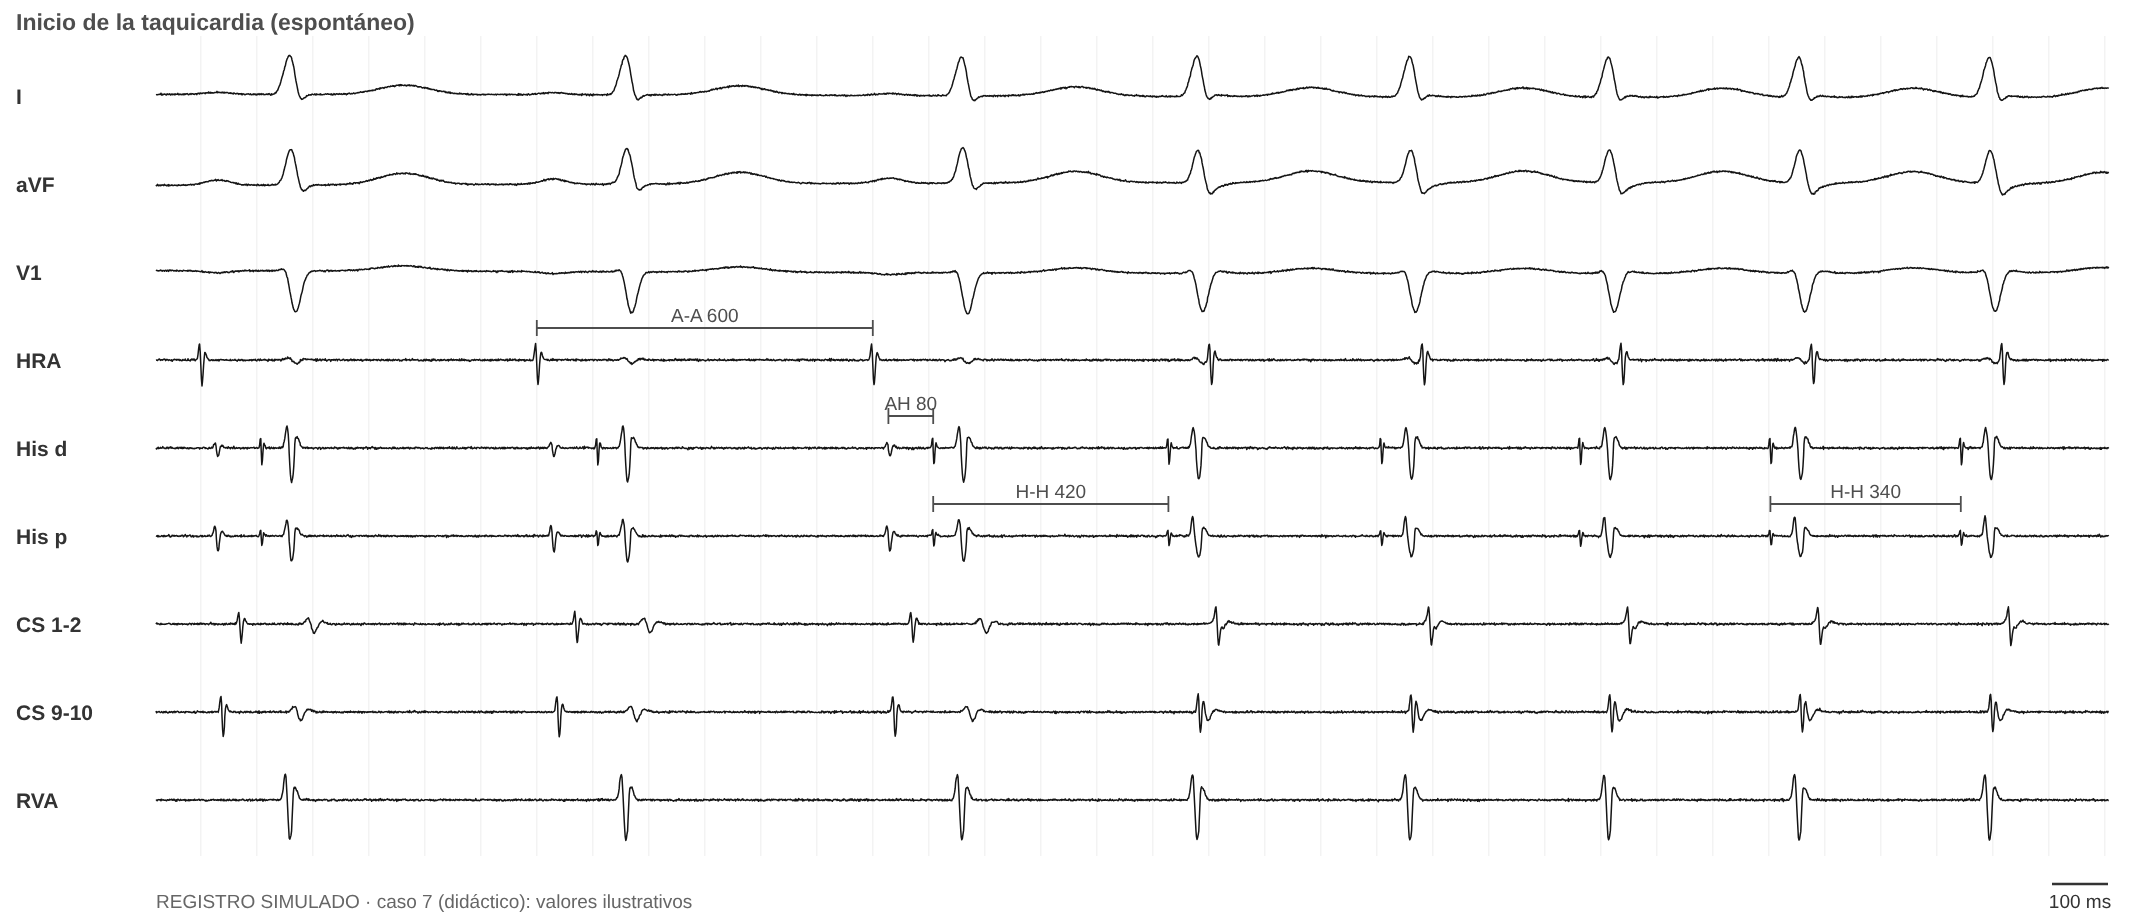 Inicio de la taquicardia (espontáneo)
I
aVF
V1
A-A 600
HRA
AH 80
His d
H-H 420
H-H 340
His p
CS 1-2
CS 9-10
RVA
REGISTRO SIMULADO · caso 7 (didáctico): valores ilustrativos
100 ms